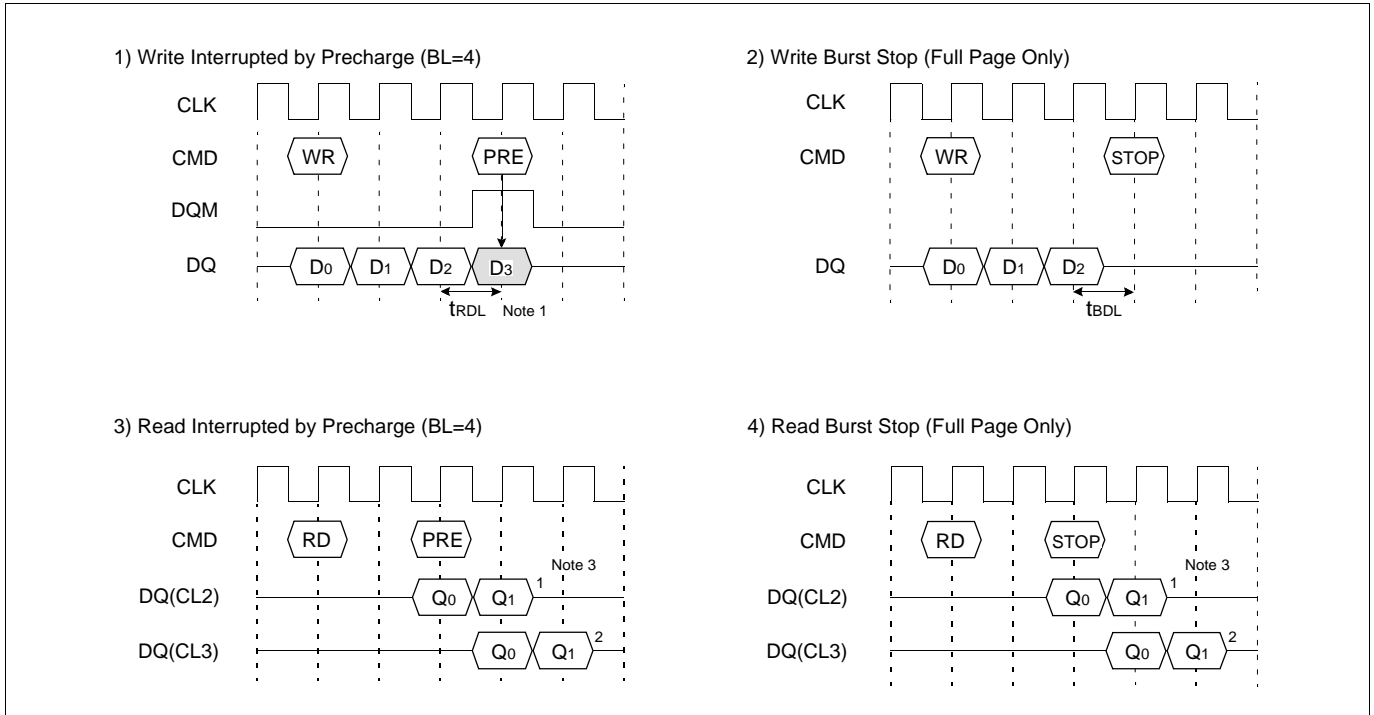 1) Write Interrupted by Precharge (BL=4)
CLK
CMD WR PRE
DQM
DQ D0 D1 D2 D3
tRDL Note 1
2) Write Burst Stop (Full Page Only)
CLK
CMD WR STOP
DQ D0 D1 D2
tBDL
3) Read Interrupted by Precharge (BL=4)
CLK
CMD RD PRE
Note 3
DQ(CL2) Q0 Q1 1
DQ(CL3) Q0 Q1 2
4) Read Burst Stop (Full Page Only)
CLK
CMD RD STOP
Note 3
DQ(CL2) Q0 Q1 1
DQ(CL3) Q0 Q1 2